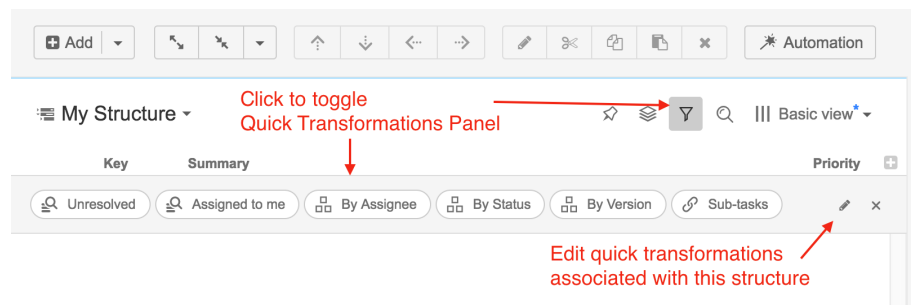 Add
Automation
Click to toggle
Quick Transformations Panel
My Structure
Basic view*
Key Summary Priority
Unresolved Assigned to me By Assignee By Status By Version Sub-tasks
Edit quick transformations
associated with this structure